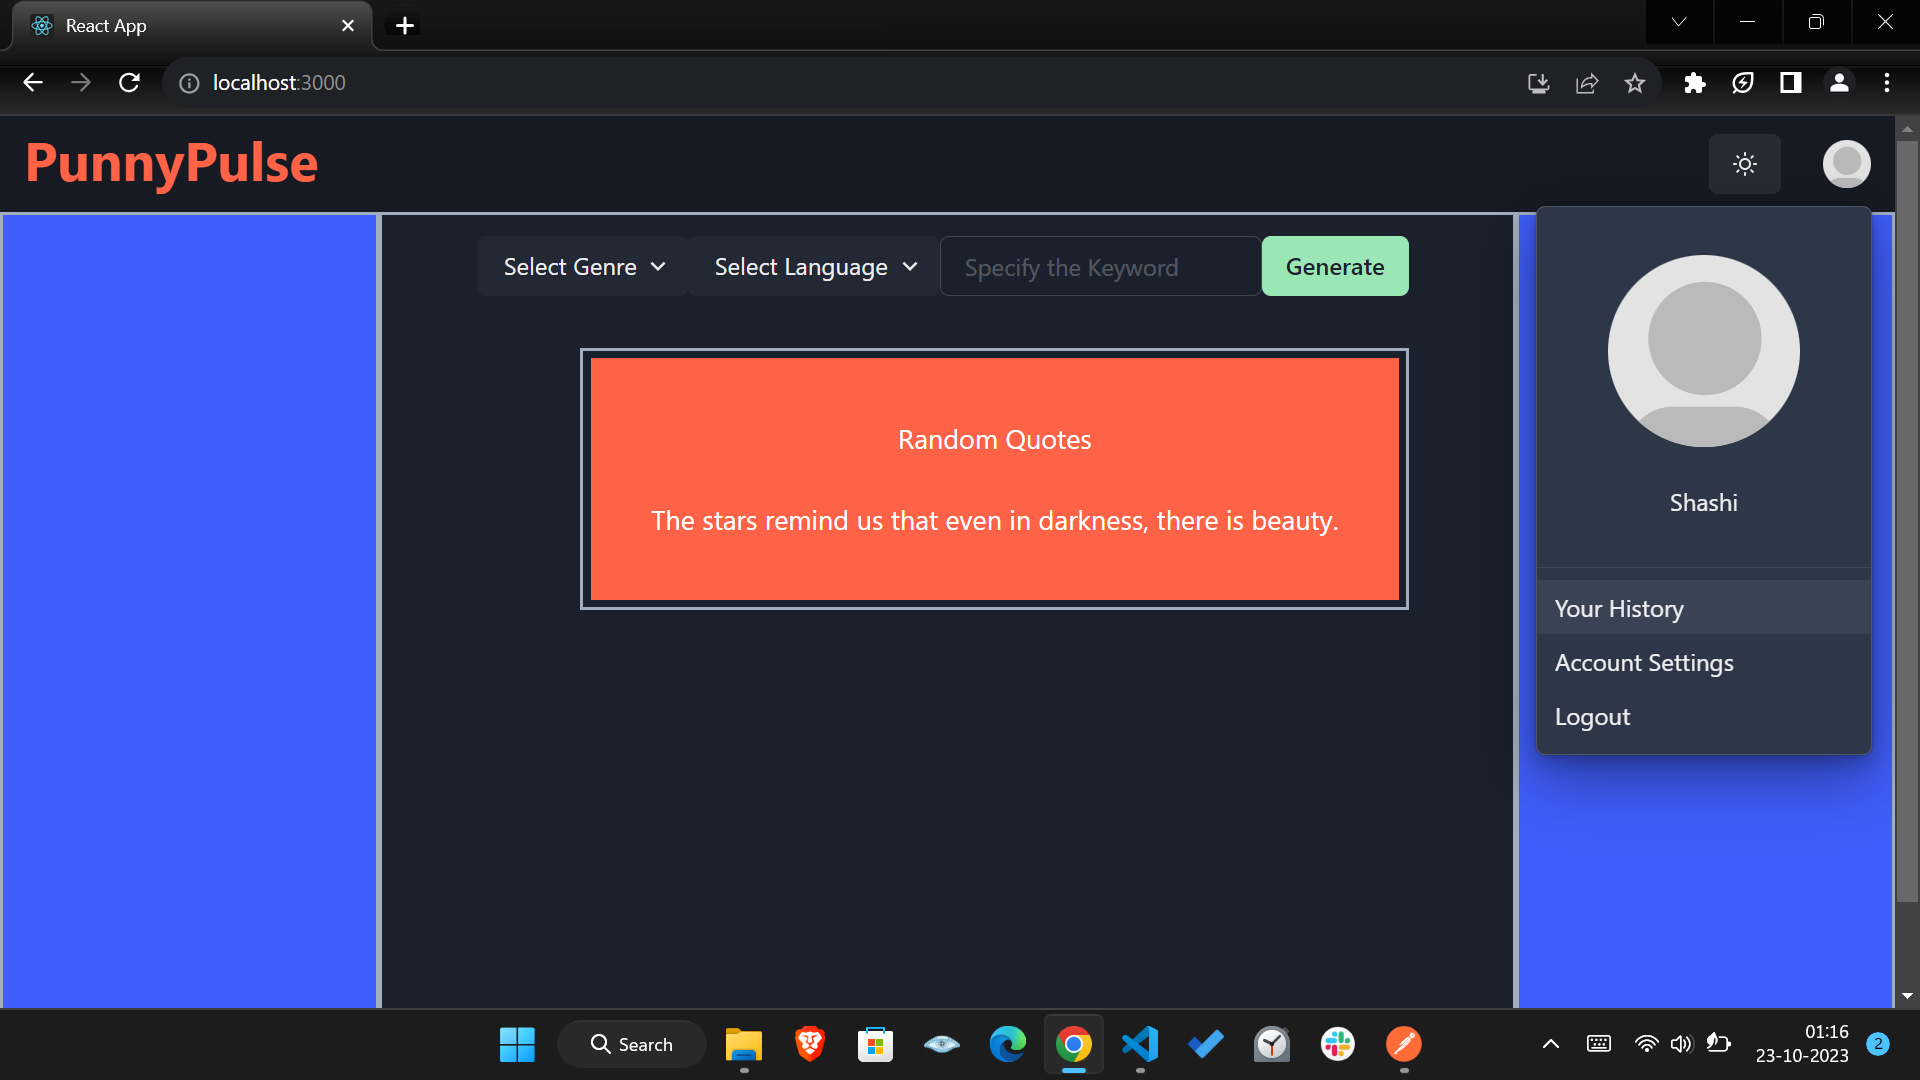 React App
localhost:3000
PunnyPulse
Select Genre
Select Language
Specify the Keyword
Generate
Random Quotes
The stars remind us that even in darkness, there is beauty.
Shashi
Your History
Account Settings
Logout
Search
01:16
23-10-2023
2